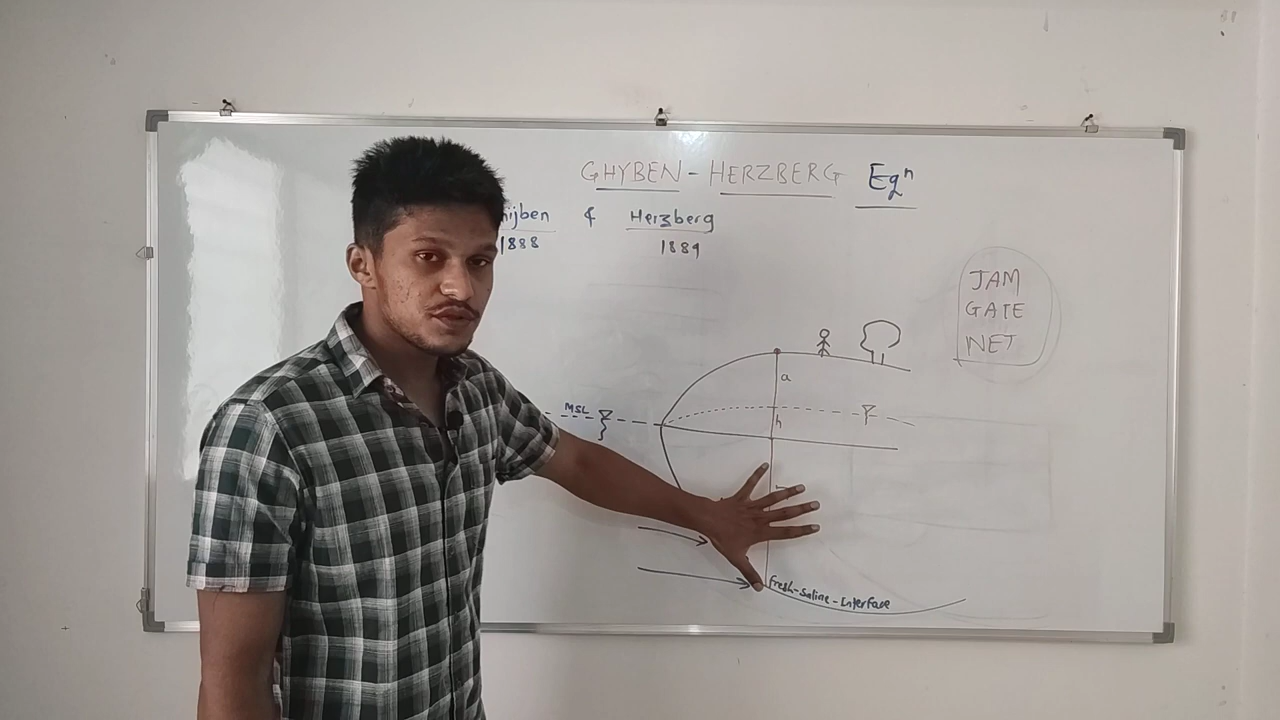 GHYBEN - HERZBERG Eqⁿ
hijben & Herzberg
1888 1889
JAM
GATE
NET
a
MSL
h
Fresh-Saline-Interface